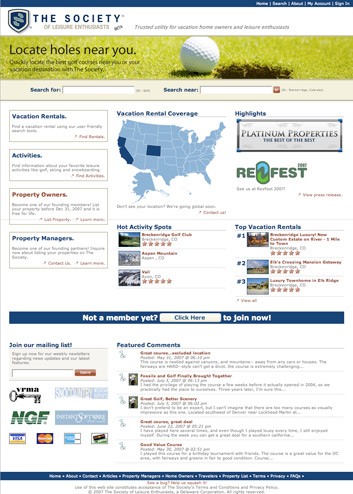 Home | Search | About | My Account | Sign In
THE SOCIETY
OF LEISURE ENTHUSIASTS BETA
Trusted utility for vacation home owners and leisure enthusiasts
Locate holes near you.
Quickly locate the best golf courses near you or your
vacation destination with The Society.
Search for:
Search near:
Vacation Rentals.
Find a vacation rental using our user friendly
search tools.
Find Rentals.
Activities.
Find information about your favorite leisure
activities like golf, skiing and snowboarding.
Find Activities.
Property Owners.
Become one of our founding members! List
your property before Dec 31, 2007 and it is
free for life.
List Property. Learn more.
Property Managers.
Become one of our founding partners! Inquire
now about listing your properties on The
Society.
Contact Us. Learn more.
Vacation Rental Coverage
Don't see your location? We're going global soon.
Contact us!
Highlights
PLATINUM PROPERTIES
THE BEST OF THE BEST
RESFEST
2007
See us at Resfest 2007!
View press release.
Hot Activity Spots
Breckenridge Golf Club
Breckenridge, CO
Aspen Mountain
Aspen, CO
Vail
Avon, CO
Top Vacation Rentals
#1 Breckenridge Luxury! New
Custom Estate on River - 1 Mile
to Town
Breckenridge, CO
#2 Elk's Crossing Mansion Getaway
Breckenridge, CO
#3 Luxury Townhome in Elk Ridge
Breckenridge, CO
View all
Not a member yet? Click Here to Join now!
Join our mailing list!
Sign up now for our weekly newsletters
regarding news updates and our latest
features.
vrma
NGF
VISA
Featured Comments
Great course...excluded location
Posted: May 31, 2007 @ 06:10 pm
This course is nestled against canyons, and mountains - away from any cars or houses. The
fairways are HARD--style can't get a divot. the course is extremely challenging...
Fossils and Golf Finally Brought Together
Posted: July 3, 2007 @ 06:13 pm
I had the privilege of playing the course a few weeks before it actually opened in 2004, so as
practically had the place to ourselves. Three years later, I'm sure this...
Great Golf, Better Scenery
Posted: July 3, 2007 @ 06:02 pm
I don't pretend to be an expert, but I can't imagine that there are too many courses as visually
impressive as this one. Located southwest of Denver near Lockheed Martin in...
Great course, great deal
Posted: June 22, 2007 @ 05:21 pm
I have played here several times, and even though I played lousy every time, I still enjoyed
myself. During the week you can get a great deal for a southern california...
Good Value Course
Posted: May 30, 2007 @ 02:53 pm
I played this course for a birthday tournament with friends. The course is a great value for the OC
area, with fairways and greens in fair to good condition. Course...
Home • About • Contact • Articles • Property Managers • Home Owners • Travelers • Property List • Terms • Privacy • FAQs •
See a bug? Help us squash it!
Use of this web site constitutes acceptance of The Society's Terms and Conditions and Privacy Policy.
© 2007 The Society of Leisure Enthusiasts, a Delaware Corporation. All rights reserved.